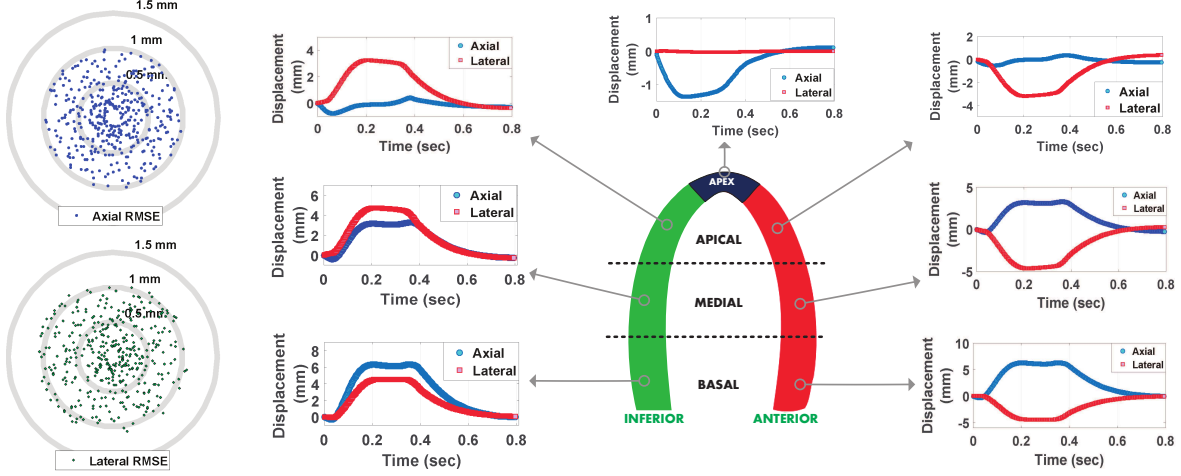 1.5 mm
1 mm
0.5 mn.
Axial RMSE
1.5 mm
1 mm
0.5 mn.
Lateral RMSE
Displacement
(mm)
4
2
0
Axial
Lateral
0 0.2 0.4 0.6 0.8
Time (sec)
Displacement
(mm)
6
4
2
0
Axial
Lateral
0 0.2 0.4 0.6 0.8
Time (sec)
Displacement
(mm)
8
6
4
2
0
Axial
Lateral
0 0.2 0.4 0.6 0.8
Time (sec)
Displacement
(mm)
1
0
-1
Axial
Lateral
0 0.2 0.4 0.6 0.8
Time (sec)
APEX
APICAL
MEDIAL
BASAL
INFERIOR
ANTERIOR
Displacement
(mm)
2
0
-2
-4
Axial
Lateral
0 0.2 0.4 0.6 0.8
Time (sec)
Displacement
(mm)
5
0
-5
Axial
Lateral
0 0.2 0.4 0.6 0.8
Time (sec)
Displacement
(mm)
10
5
0
-5
Axial
Lateral
0 0.2 0.4 0.6 0.8
Time (sec)